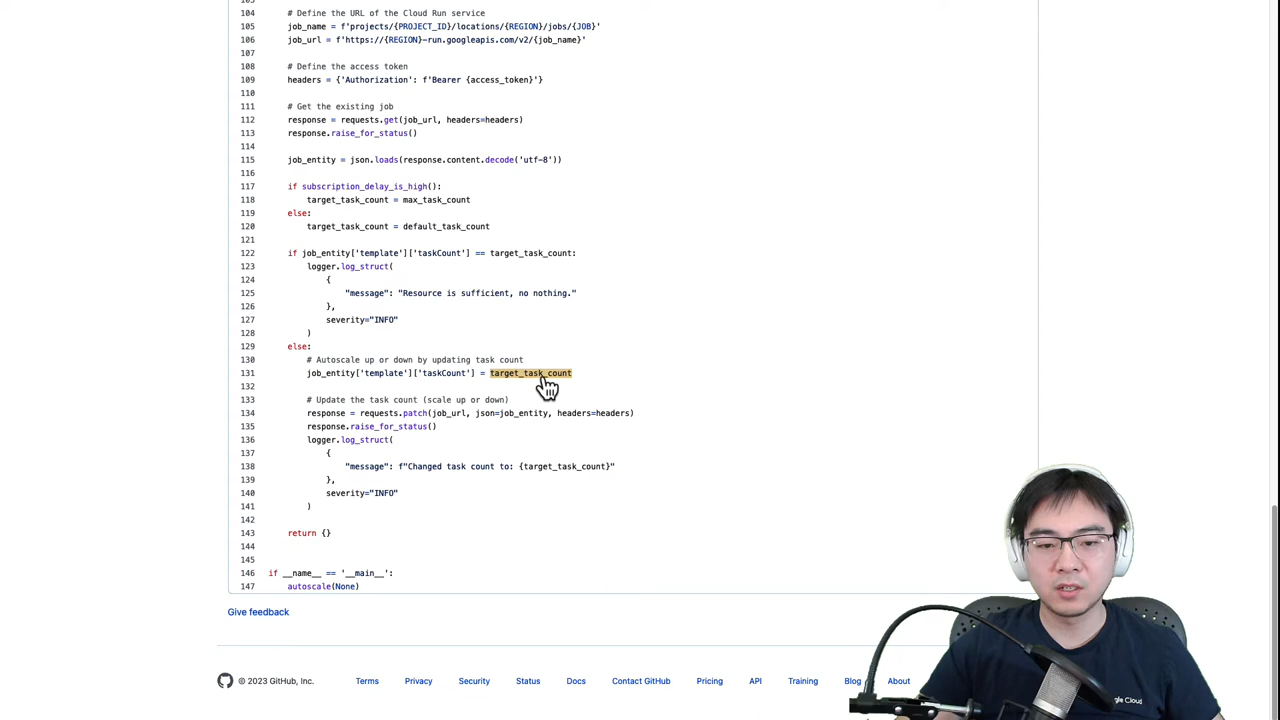 104 # Define the URL of the Cloud Run service
105 job_name = f'projects/{PROJECT_ID}/locations/{REGION}/jobs/{JOB}'
106 job_url = f'https://{REGION}-run.googleapis.com/v2/{job_name}'
107
108 # Define the access token
109 headers = {'Authorization': f'Bearer {access_token}'}
110
111 # Get the existing job
112 response = requests.get(job_url, headers=headers)
113 response.raise_for_status()
114
115 job_entity = json.loads(response.content.decode('utf-8'))
116
117 if subscription_delay_is_high():
118 target_task_count = max_task_count
119 else:
120 target_task_count = default_task_count
121
122 if job_entity['template']['taskCount'] == target_task_count:
123 logger.log_struct(
124 {
125 "message": "Resource is sufficient, no nothing."
126 },
127 severity="INFO"
128 )
129 else:
130 # Autoscale up or down by updating task count
131 job_entity['template']['taskCount'] = target_task_count
132
133 # Update the task count (scale up or down)
134 response = requests.patch(job_url, json=job_entity, headers=headers)
135 response.raise_for_status()
136 logger.log_struct(
137 {
138 "message": f"Changed task count to: {target_task_count}"
139 },
140 severity="INFO"
141 )
142
143 return {}
144
145
146 if __name__ == '__main__':
147 autoscale(None)
Give feedback
© 2023 GitHub, Inc. Terms Privacy Security Status Docs Contact GitHub Pricing API Training Blog About
gle Cloud